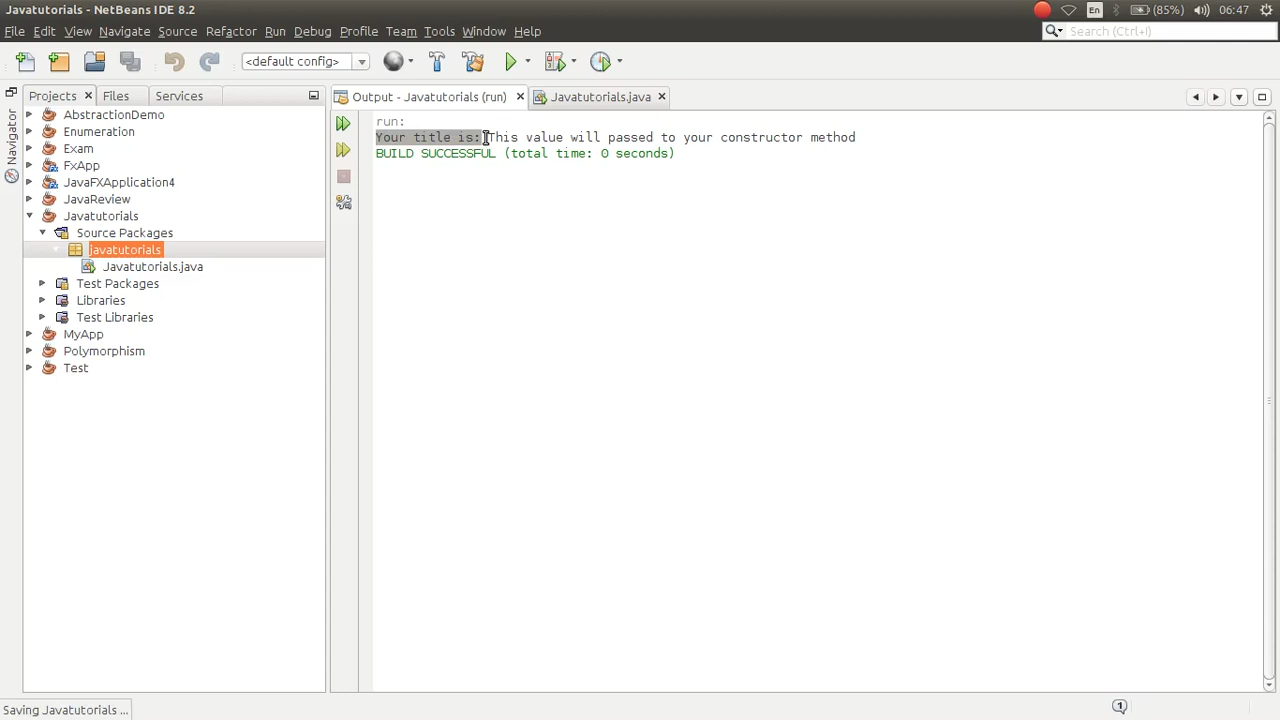 Javatutorials - NetBeans IDE 8.2
En
(85%)
06:47
File Edit View Navigate Source Refactor Run Debug Profile Team Tools Window Help
Search (Ctrl+I)
<default config>
Projects
Files
Services
Output - Javatutorials (run)
Javatutorials.java
Navigator
AbstractionDemo
Enumeration
Exam
FxApp
JavaFXApplication4
JavaReview
Javatutorials
Source Packages
javatutorials
Javatutorials.java
Test Packages
Libraries
Test Libraries
MyApp
Polymorphism
Test
run:
Your title is: This value will passed to your constructor method
BUILD SUCCESSFUL (total time: 0 seconds)
Saving Javatutorials ...
1